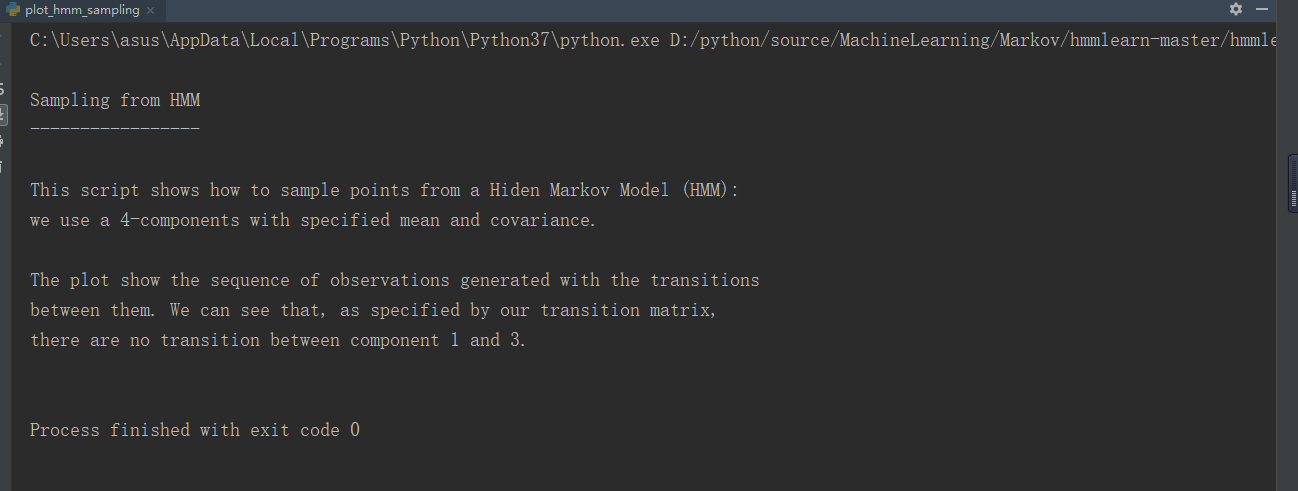 plot_hmm_sampling
C:\Users\asus\AppData\Local\Programs\Python\Python37\python.exe D:/python/source/MachineLearning/Markov/hmmlearn-master/hmmle
Sampling from HMM
-----------------
This script shows how to sample points from a Hiden Markov Model (HMM):
we use a 4-components with specified mean and covariance.
The plot show the sequence of observations generated with the transitions
between them. We can see that, as specified by our transition matrix,
there are no transition between component 1 and 3.
Process finished with exit code 0